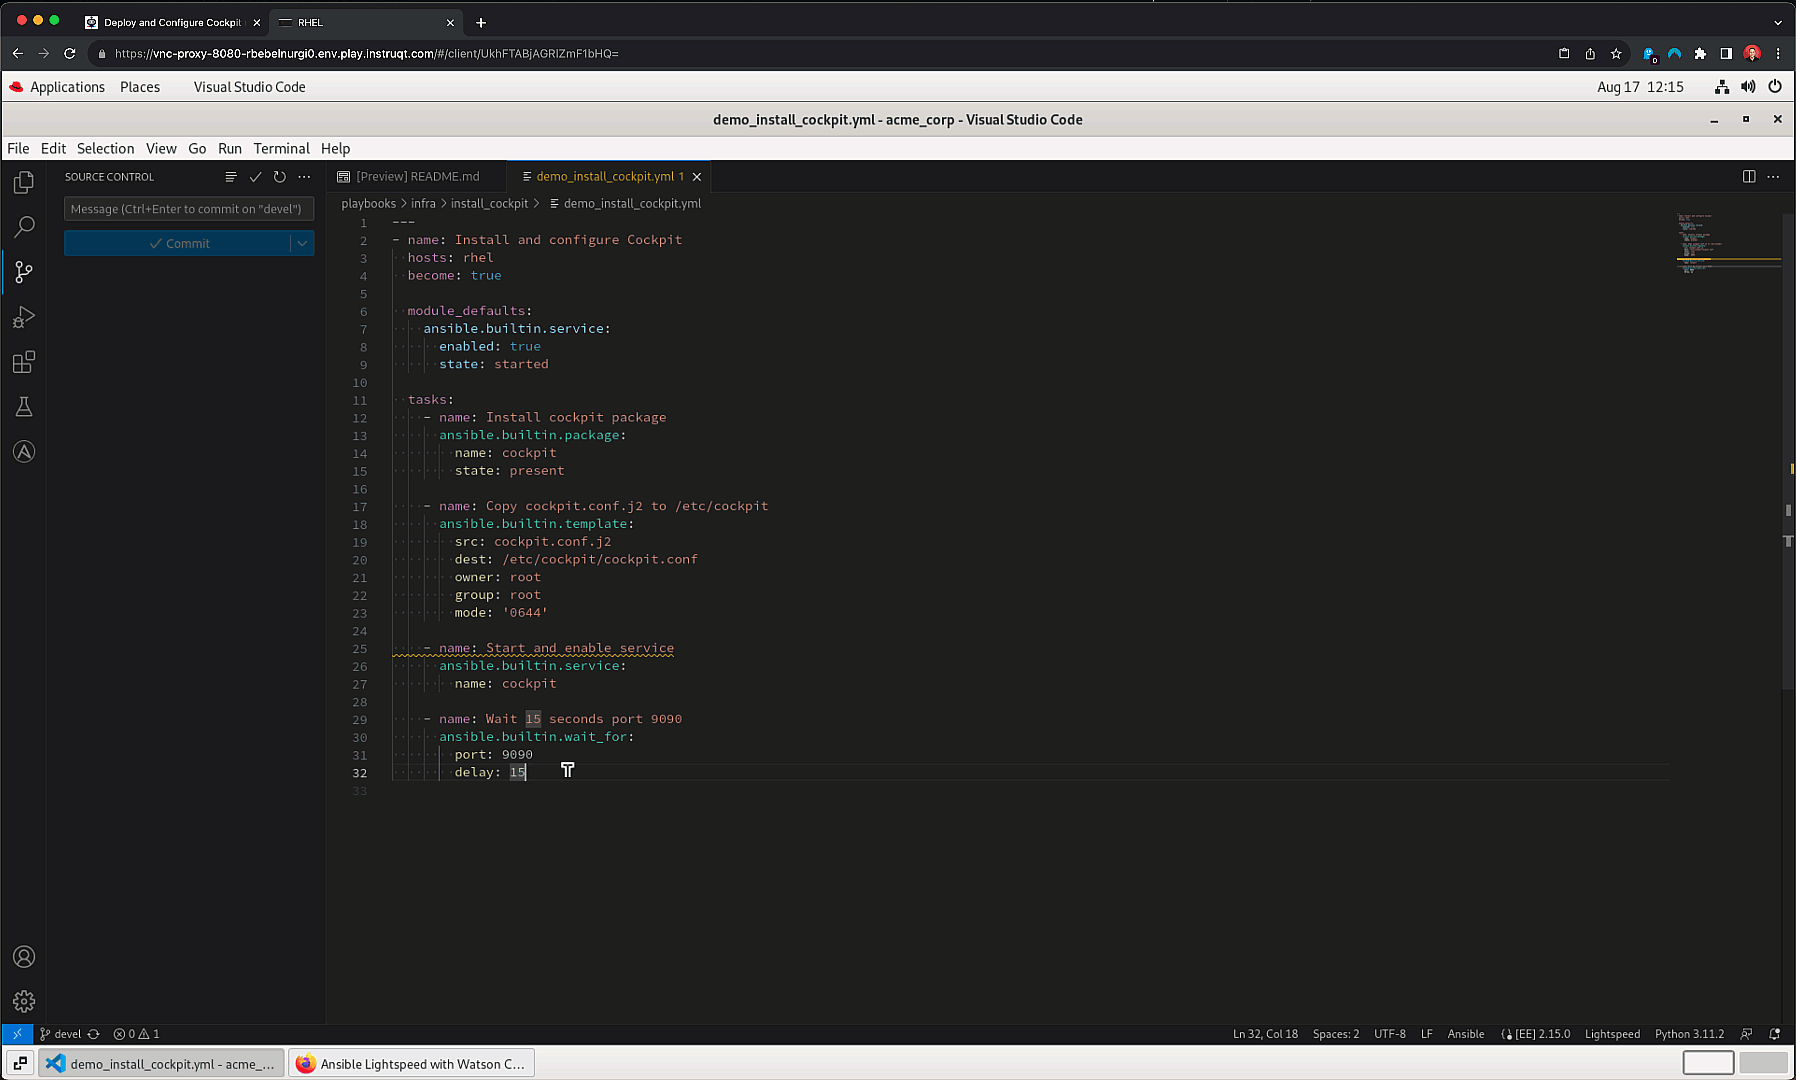 Deploy and Configure Cockpit
RHEL
https://vnc-proxy-8080-rbebelnurgi0.env.play.instruqt.com/#/client/UkhFTABjAGRlZmF1bHQ=
Applications Places Visual Studio Code
Aug 17 12:15
demo_install_cockpit.yml - acme_corp - Visual Studio Code
File Edit Selection View Go Run Terminal Help
SOURCE CONTROL
[Preview] README.md
demo_install_cockpit.yml 1
Message (Ctrl+Enter to commit on "devel")
Commit
playbooks > infra > install_cockpit > demo_install_cockpit.yml
1 ---
2 - name: Install and configure Cockpit
3 hosts: rhel
4 become: true
5
6 module_defaults:
7 ansible.builtin.service:
8 enabled: true
9 state: started
10
11 tasks:
12 - name: Install cockpit package
13 ansible.builtin.package:
14 name: cockpit
15 state: present
16
17 - name: Copy cockpit.conf.j2 to /etc/cockpit
18 ansible.builtin.template:
19 src: cockpit.conf.j2
20 dest: /etc/cockpit/cockpit.conf
21 owner: root
22 group: root
23 mode: '0644'
24
25 - name: Start and enable service
26 ansible.builtin.service:
27 name: cockpit
28
29 - name: Wait 15 seconds port 9090
30 ansible.builtin.wait_for:
31 port: 9090
32 delay: 15
33
devel 0 1
Ln 32, Col 18 Spaces: 2 UTF-8 LF Ansible [EE] 2.15.0 Lightspeed Python 3.11.2
demo_install_cockpit.yml - acme_...
Ansible Lightspeed with Watson C...